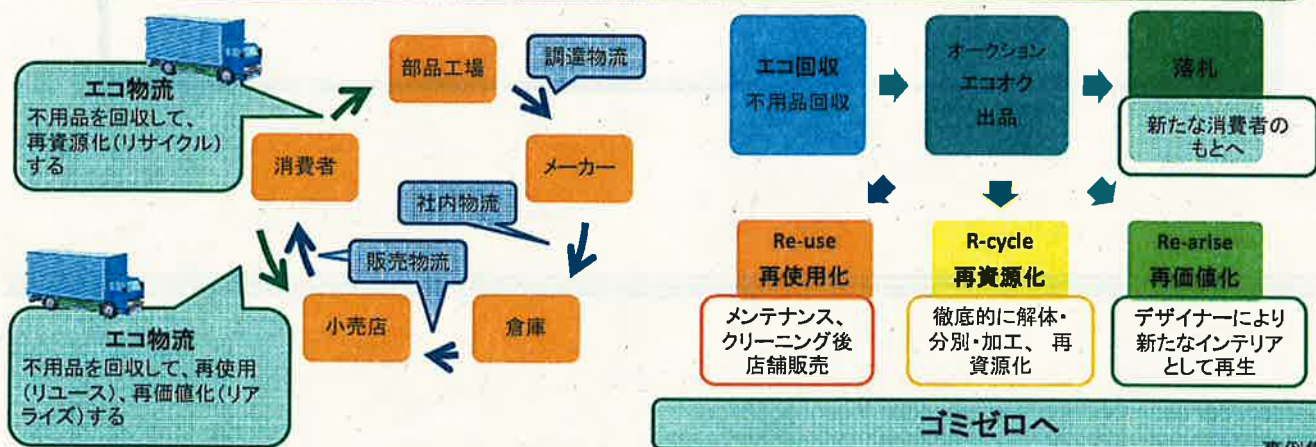 エコ物流
不用品を回収して、
再資源化(リサイクル)
する
部品工場
調達物流
消費者
メーカー
社内物流
販売物流
小売店
倉庫
エコ物流
不用品を回収して、再使用
(リユース)、再価値化(リア
ライズ)する
エコ回収
不用品回収
オークション
エコオク
出品
落札
新たな消費者の
もとへ
Re-use
再使用化
メンテナンス、
クリーニング後
店舗販売
R-cycle
再資源化
徹底的に解体・
分別・加工、 再
資源化
Re-arise
再価値化
デザイナーにより
新たなインテリア
として再生
ゴミゼロへ